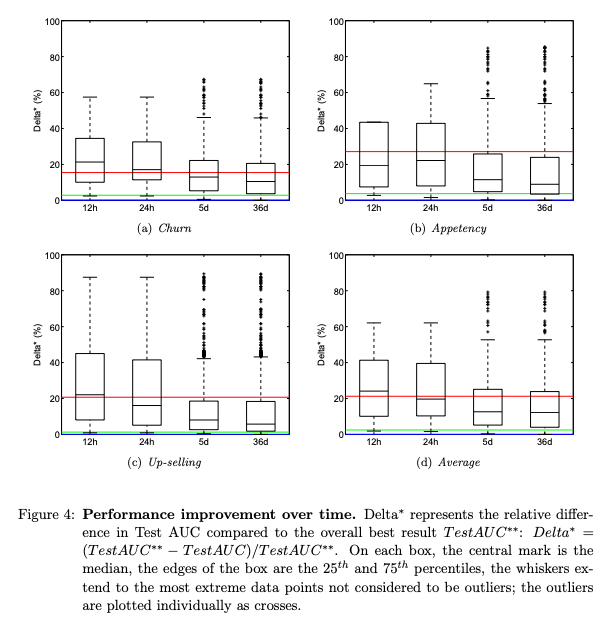 100
80
60
40
20
0
Delta* (%)
12h 24h 5d 36d
(a) Churn
100
80
60
40
20
0
Delta* (%)
12h 24h 5d 36d
(b) Appetency
100
80
60
40
20
0
Delta* (%)
12h 24h 5d 36d
(c) Up-selling
100
80
60
40
20
0
Delta* (%)
12h 24h 5d 36d
(d) Average
Figure 4: Performance improvement over time. Delta* represents the relative differ-
ence in Test AUC compared to the overall best result TestAUC**: Delta* =
(TestAUC** − TestAUC)/TestAUC**. On each box, the central mark is the
median, the edges of the box are the 25th and 75th percentiles, the whiskers ex-
tend to the most extreme data points not considered to be outliers; the outliers
are plotted individually as crosses.